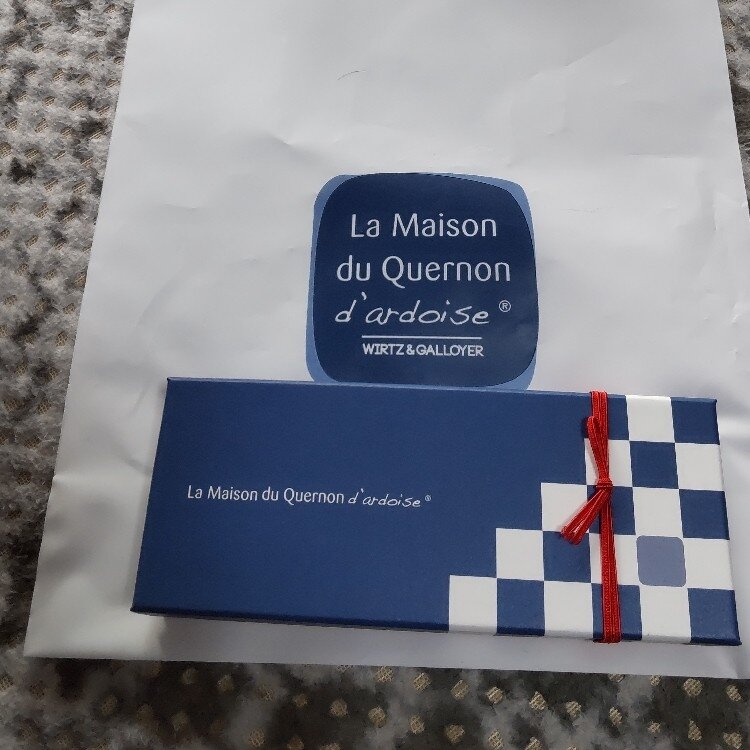 La Maison
du Quernon
d'ardoise ®
WIRTZ & GALLOYER
La Maison du Quernon d'ardoise ®